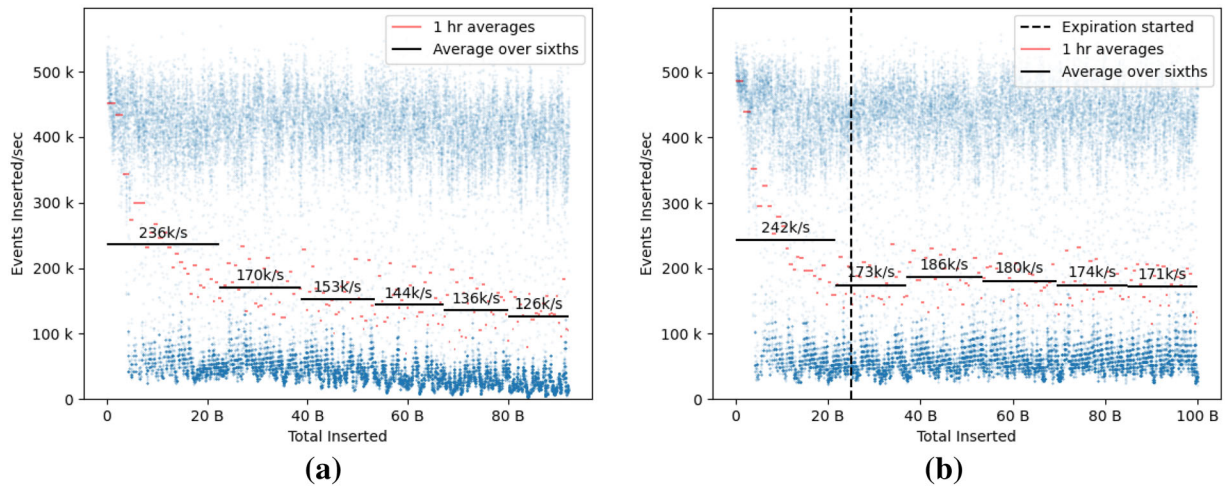 1 hr averages
Average over sixths
500 k
400 k
300 k
200 k
100 k
0
Events Inserted/sec
236k/s
170k/s
153k/s
144k/s
136k/s
126k/s
0
20 B
40 B
60 B
80 B
Total Inserted
(a)
Expiration started
1 hr averages
Average over sixths
500 k
400 k
300 k
200 k
100 k
0
Events Inserted/sec
242k/s
173k/s
186k/s
180k/s
174k/s
171k/s
0
20 B
40 B
60 B
80 B
100 B
Total Inserted
(b)